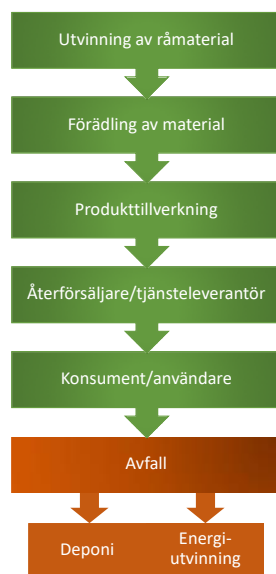 Utvinning av råmaterial
Förädling av material
Produkttillverkning
Återförsäljare/tjänsteleverantör
Konsument/användare
Avfall
Deponi
Energi-
utvinning